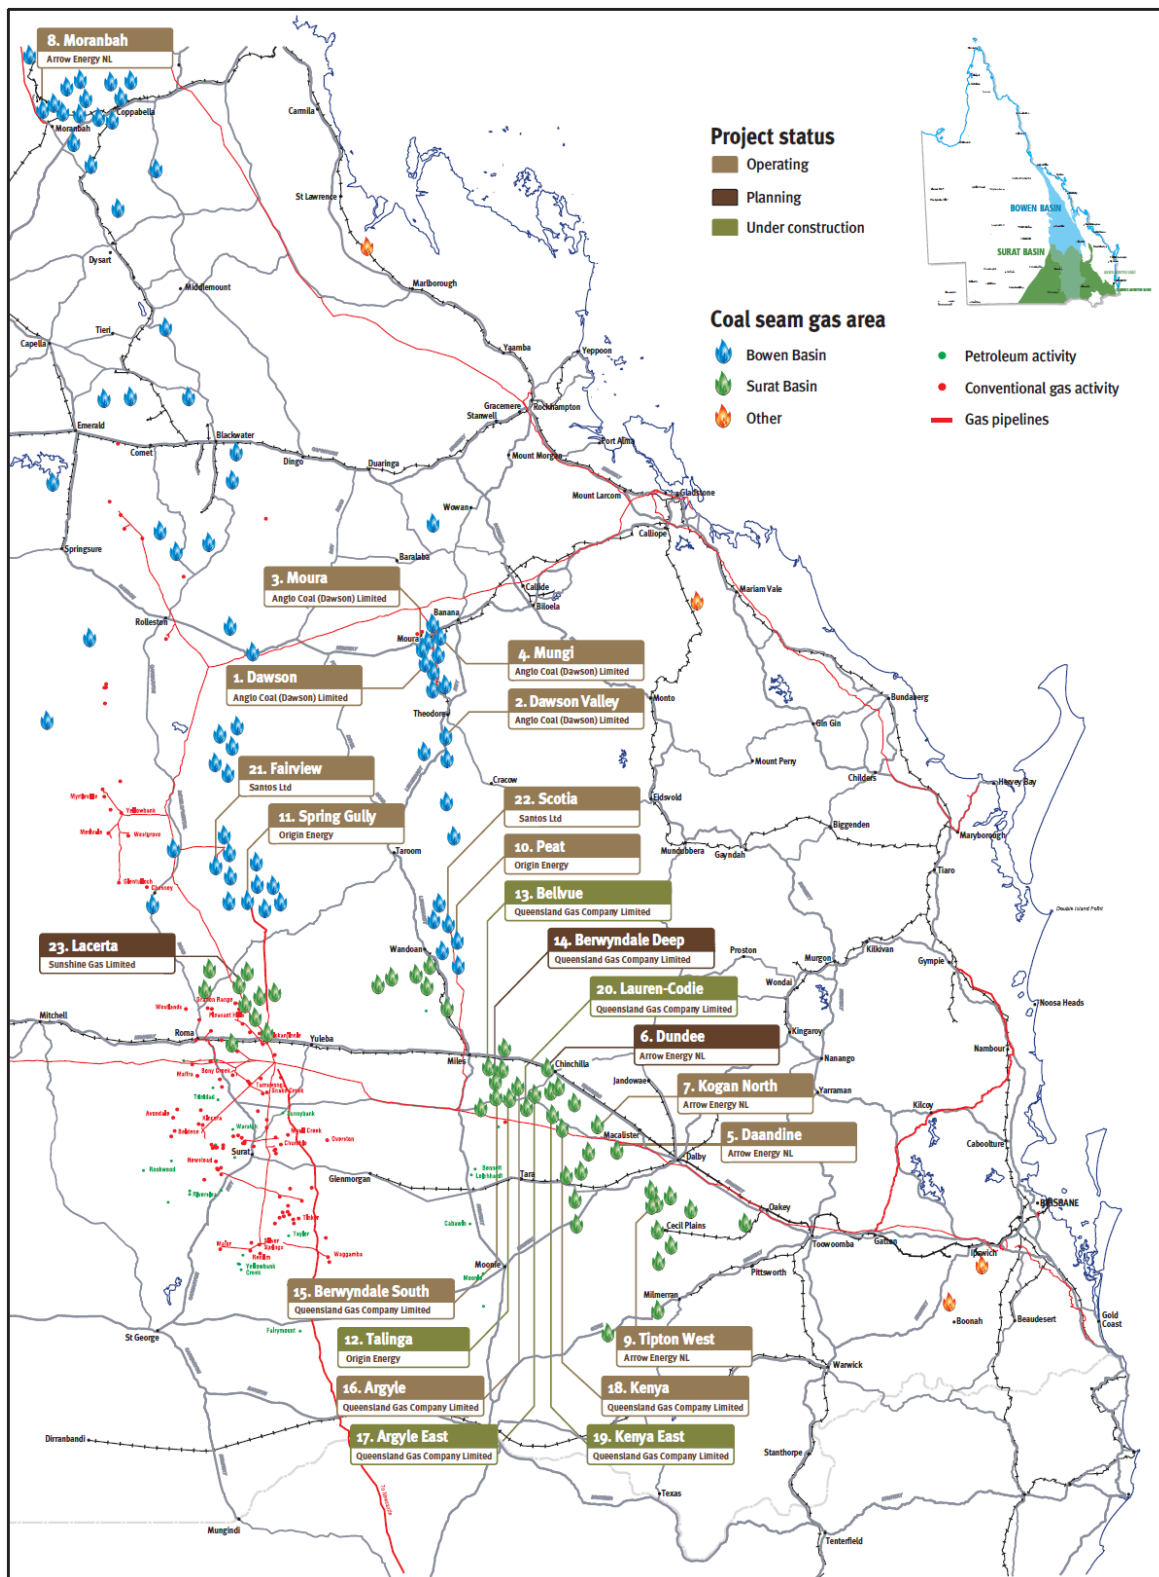 8. Moranbah
Arrow Energy NL
Coppabella
Moranbah
Camila
St Lawrence
Dysart
Middlemount
Marlborough
Tieri
Capella
Yaamba
Yeppoon
Gracemere
Rockhampton
Stanwell
Emerald
Blackwater
Comet
Dingo
Duaringa
Mount Morgan
Port Alma
Mount Larcom
Gladstone
Wowan
Calliope
Springsure
Baralaba
Project status
Operating
Planning
Under construction
BOWEN BASIN
SURAT BASIN
Coal seam gas area
Bowen Basin
Surat Basin
Other
Petroleum activity
Conventional gas activity
Gas pipelines
3. Moura
Anglo Coal (Dawson) Limited
Callide
Biloela
Banana
Mariam Vale
Rolleston
Moura
4. Mungi
Anglo Coal (Dawson) Limited
1. Dawson
Anglo Coal (Dawson) Limited
2. Dawson Valley
Anglo Coal (Dawson) Limited
Theodore
Monto
Bundaberg
Gin Gin
Mount Perry
Cracow
Childers
Hervey Bay
21. Fairview
Santos Ltd
22. Scotia
Santos Ltd
Eidsvold
Biggenden
Maryborough
11. Spring Gully
Origin Energy
10. Peat
Origin Energy
Mundubbera
Gayndah
Taroom
Tiaro
Myrtleville
Yellowbank
Westgrove
13. Bellvue
Queensland Gas Company Limited
Double Island Point
23. Lacerta
Sunshine Gas Limited
14. Berwyndale Deep
Queensland Gas Company Limited
Wandoan
Proston
Murgon
Kilkivan
Gympie
Wondai
20. Lauren-Codie
Queensland Gas Company Limited
Noosa Heads
Mitchell
Roma
Yuleba
Miles
Kingaroy
6. Dundee
Arrow Energy NL
Nanango
Nambour
Chinchilla
Jandowae
7. Kogan North
Arrow Energy NL
Yarraman
Kilcoy
Macalister
5. Daandine
Arrow Energy NL
Caboolture
Surat
Overston
Glenmorgan
Tara
Dalby
Rockwood
Cabawin
Cecil Plains
Oakey
BRISBANE
Toowoomba
Gatton
Ipswich
Waggamba
Moonie
Moonie
Pittsworth
15. Berwyndale South
Queensland Gas Company Limited
Milmerran
Boonah
Beaudesert
Gold
Coast
St George
Fairymount
12. Talinga
Origin Energy
9. Tipton West
Arrow Energy NL
Warwick
16. Argyle
Queensland Gas Company Limited
18. Kenya
Queensland Gas Company Limited
Dirranbandi
17. Argyle East
Queensland Gas Company Limited
19. Kenya East
Queensland Gas Company Limited
Stanthorpe
Texas
Mungindi
Tenterfield